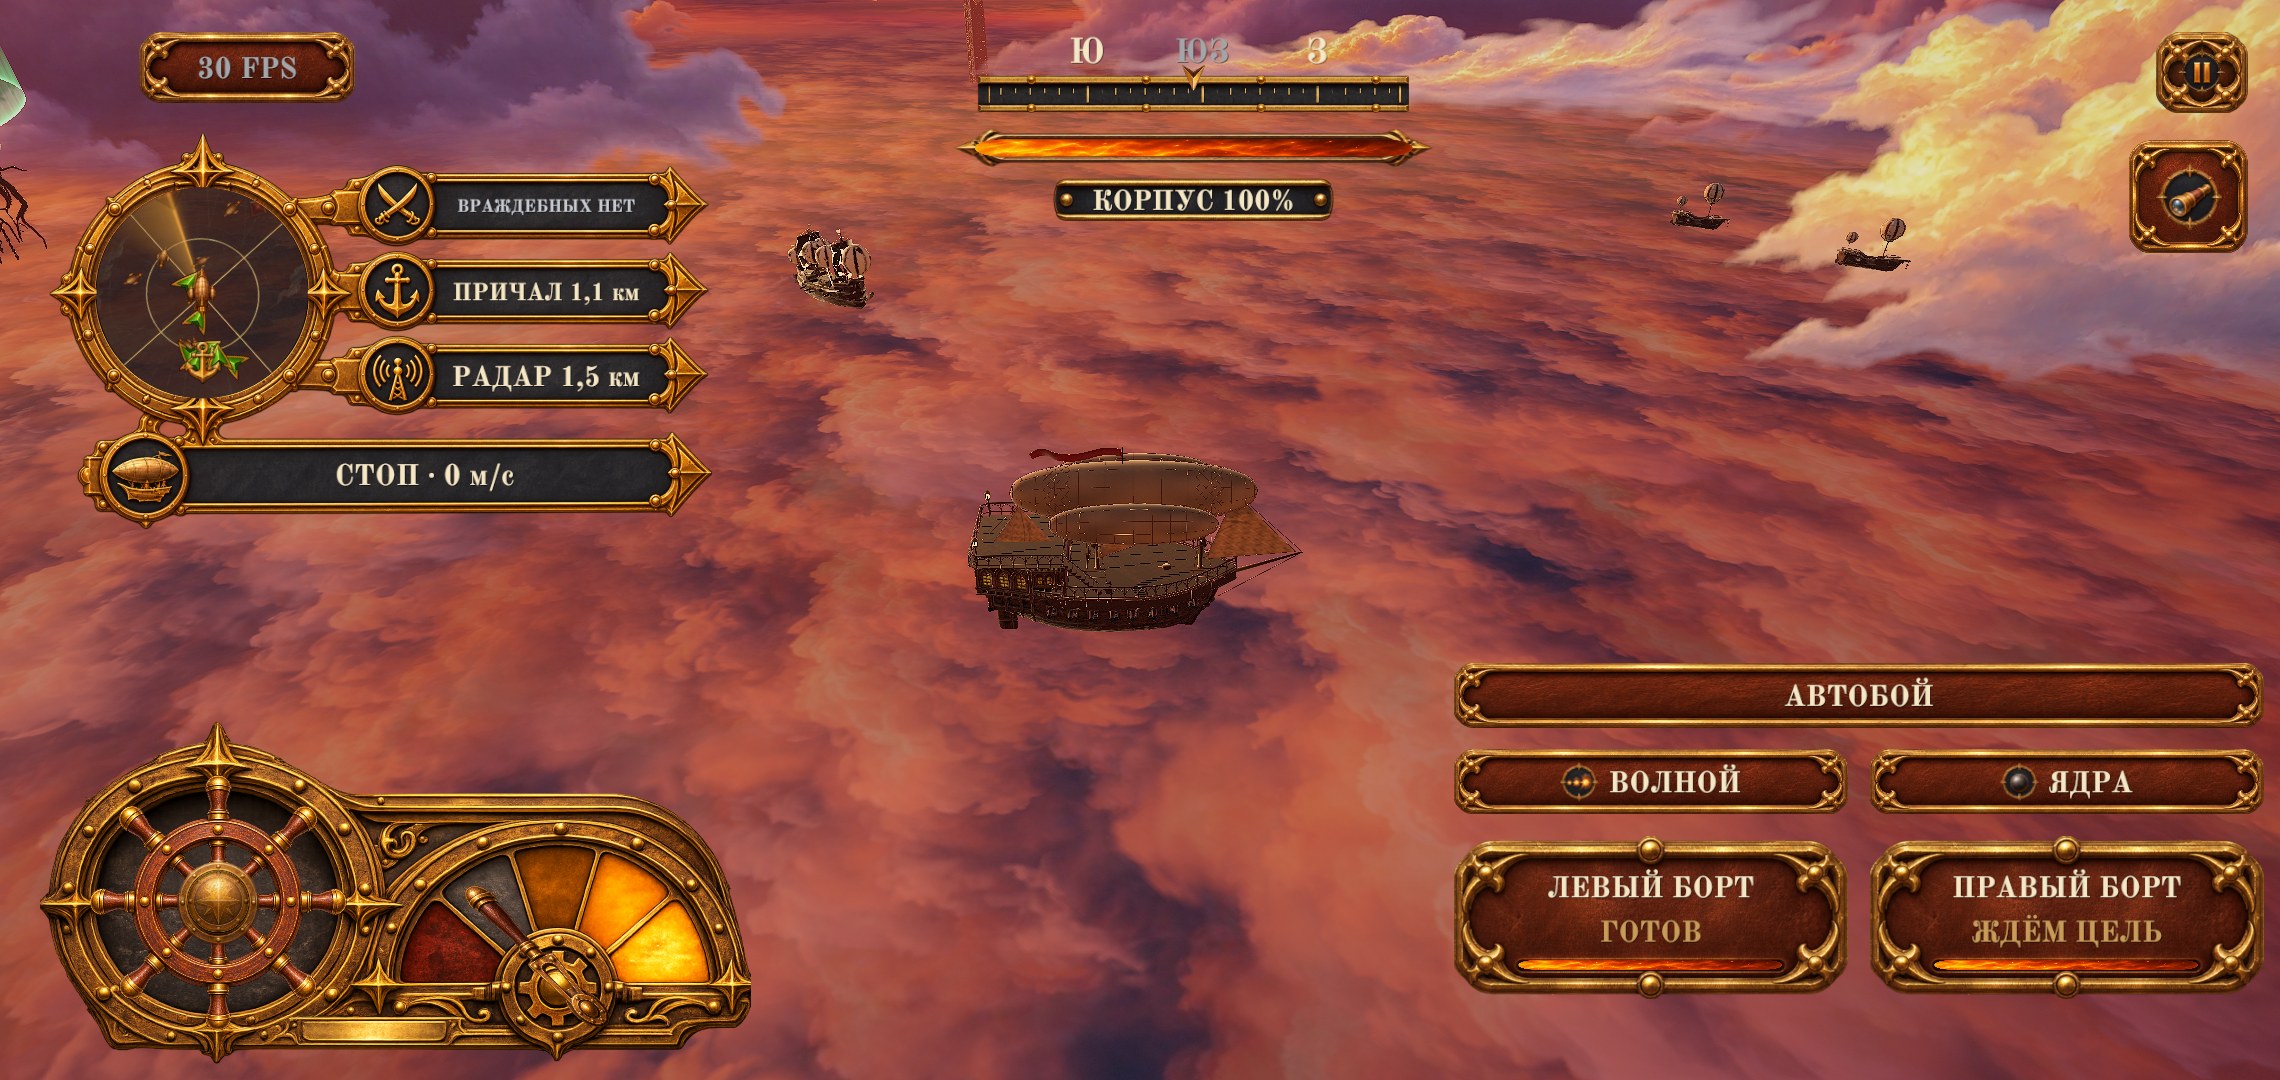 30 FPS
Ю ЮЗ З
КОРПУС 100%
ВРАЖДЕБНЫХ НЕТ
ПРИЧАЛ 1,1 км
РАДАР 1,5 км
СТОП · 0 м/с
АВТОБОЙ
ВОЛНОЙ
ЯДРА
ЛЕВЫЙ БОРТ
ГОТОВ
ПРАВЫЙ БОРТ
ЖДЁМ ЦЕЛЬ